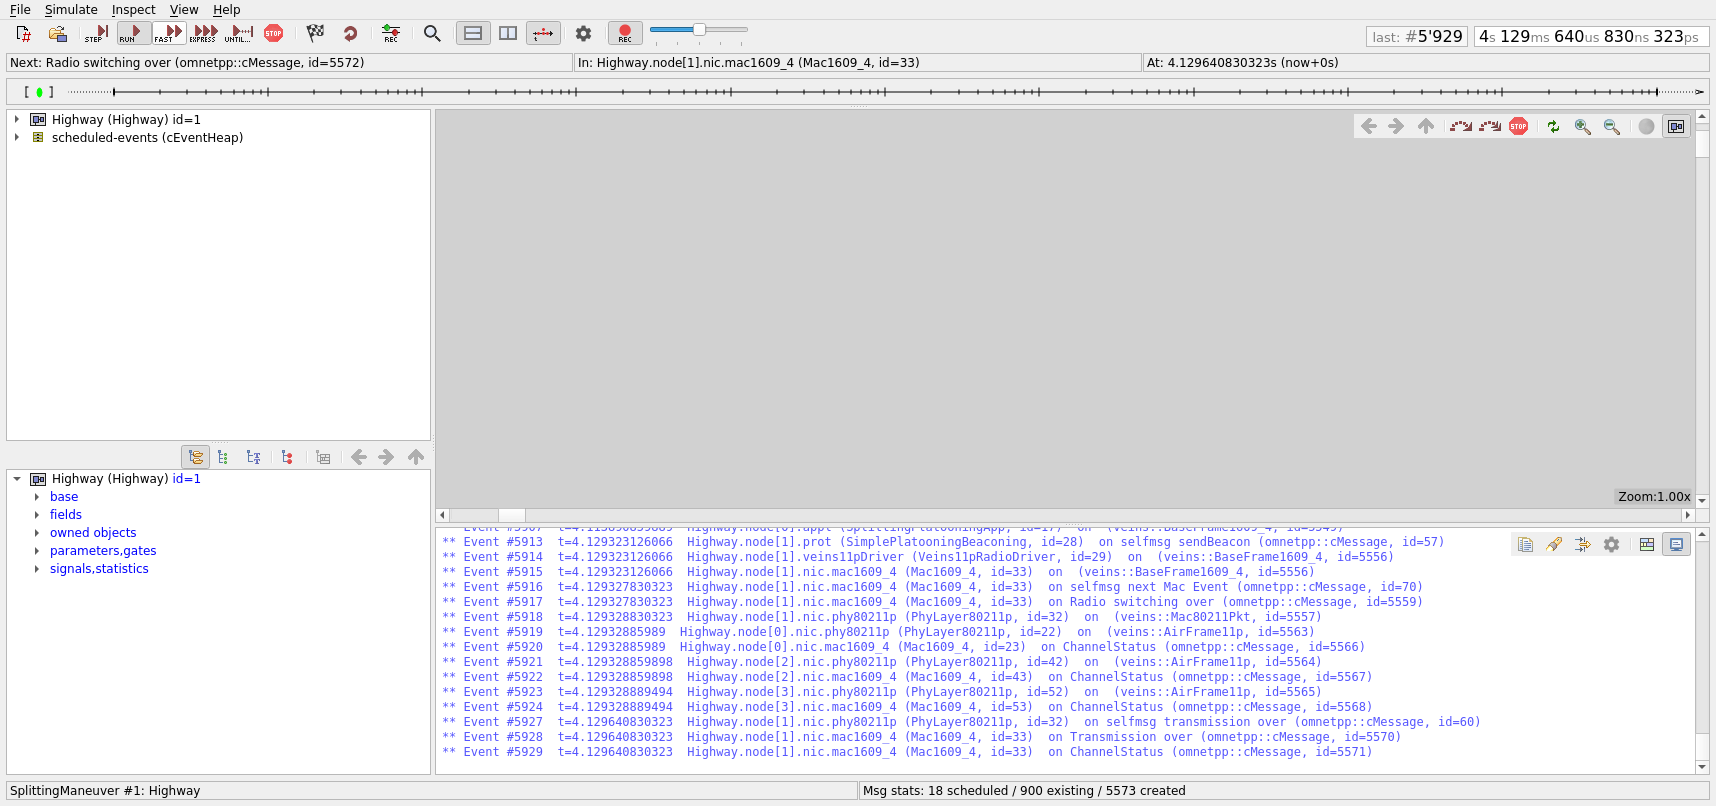 File Simulate Inspect View Help
STEP RUN FAST EXPRESS UNTIL... STOP REC REC last: #5'929 4s 129ms 640us 830ns 323ps
Next: Radio switching over (omnetpp::cMessage, id=5572) In: Highway.node[1].nic.mac1609_4 (Mac1609_4, id=33) At: 4.129640830323s (now+0s)
[ ]
Highway (Highway) id=1
scheduled-events (cEventHeap)
STOP
Zoom:1.00x
Highway (Highway) id=1
base
fields
owned objects
parameters,gates
signals,statistics
** Event #5913 t=4.129323126066 Highway.node[1].prot (SimplePlatooningBeaconing, id=28) on selfmsg sendBeacon (omnetpp::cMessage, id=57)
** Event #5914 t=4.129323126066 Highway.node[1].veins11pDriver (Veins11pRadioDriver, id=29) on (veins::BaseFrame1609_4, id=5556)
** Event #5915 t=4.129323126066 Highway.node[1].nic.mac1609_4 (Mac1609_4, id=33) on (veins::BaseFrame1609_4, id=5556)
** Event #5916 t=4.129327830323 Highway.node[1].nic.mac1609_4 (Mac1609_4, id=33) on selfmsg next Mac Event (omnetpp::cMessage, id=70)
** Event #5917 t=4.129327830323 Highway.node[1].nic.mac1609_4 (Mac1609_4, id=33) on Radio switching over (omnetpp::cMessage, id=5559)
** Event #5918 t=4.129327830323 Highway.node[1].nic.phy80211p (PhyLayer80211p, id=32) on (veins::Mac80211Pkt, id=5557)
** Event #5919 t=4.12932885989 Highway.node[0].nic.phy80211p (PhyLayer80211p, id=22) on (veins::AirFrame11p, id=5563)
** Event #5920 t=4.12932885989 Highway.node[0].nic.mac1609_4 (Mac1609_4, id=23) on ChannelStatus (omnetpp::cMessage, id=5566)
** Event #5921 t=4.129328859898 Highway.node[2].nic.phy80211p (PhyLayer80211p, id=42) on (veins::AirFrame11p, id=5564)
** Event #5922 t=4.129328859898 Highway.node[2].nic.mac1609_4 (Mac1609_4, id=43) on ChannelStatus (omnetpp::cMessage, id=5567)
** Event #5923 t=4.129328889494 Highway.node[3].nic.phy80211p (PhyLayer80211p, id=52) on (veins::AirFrame11p, id=5565)
** Event #5924 t=4.129328889494 Highway.node[3].nic.mac1609_4 (Mac1609_4, id=53) on ChannelStatus (omnetpp::cMessage, id=5568)
** Event #5927 t=4.129640830323 Highway.node[1].nic.phy80211p (PhyLayer80211p, id=32) on selfmsg transmission over (omnetpp::cMessage, id=60)
** Event #5928 t=4.129640830323 Highway.node[1].nic.mac1609_4 (Mac1609_4, id=33) on Transmission over (omnetpp::cMessage, id=5570)
** Event #5929 t=4.129640830323 Highway.node[1].nic.mac1609_4 (Mac1609_4, id=33) on ChannelStatus (omnetpp::cMessage, id=5571)
SplittingManeuver #1: Highway Msg stats: 18 scheduled / 900 existing / 5573 created